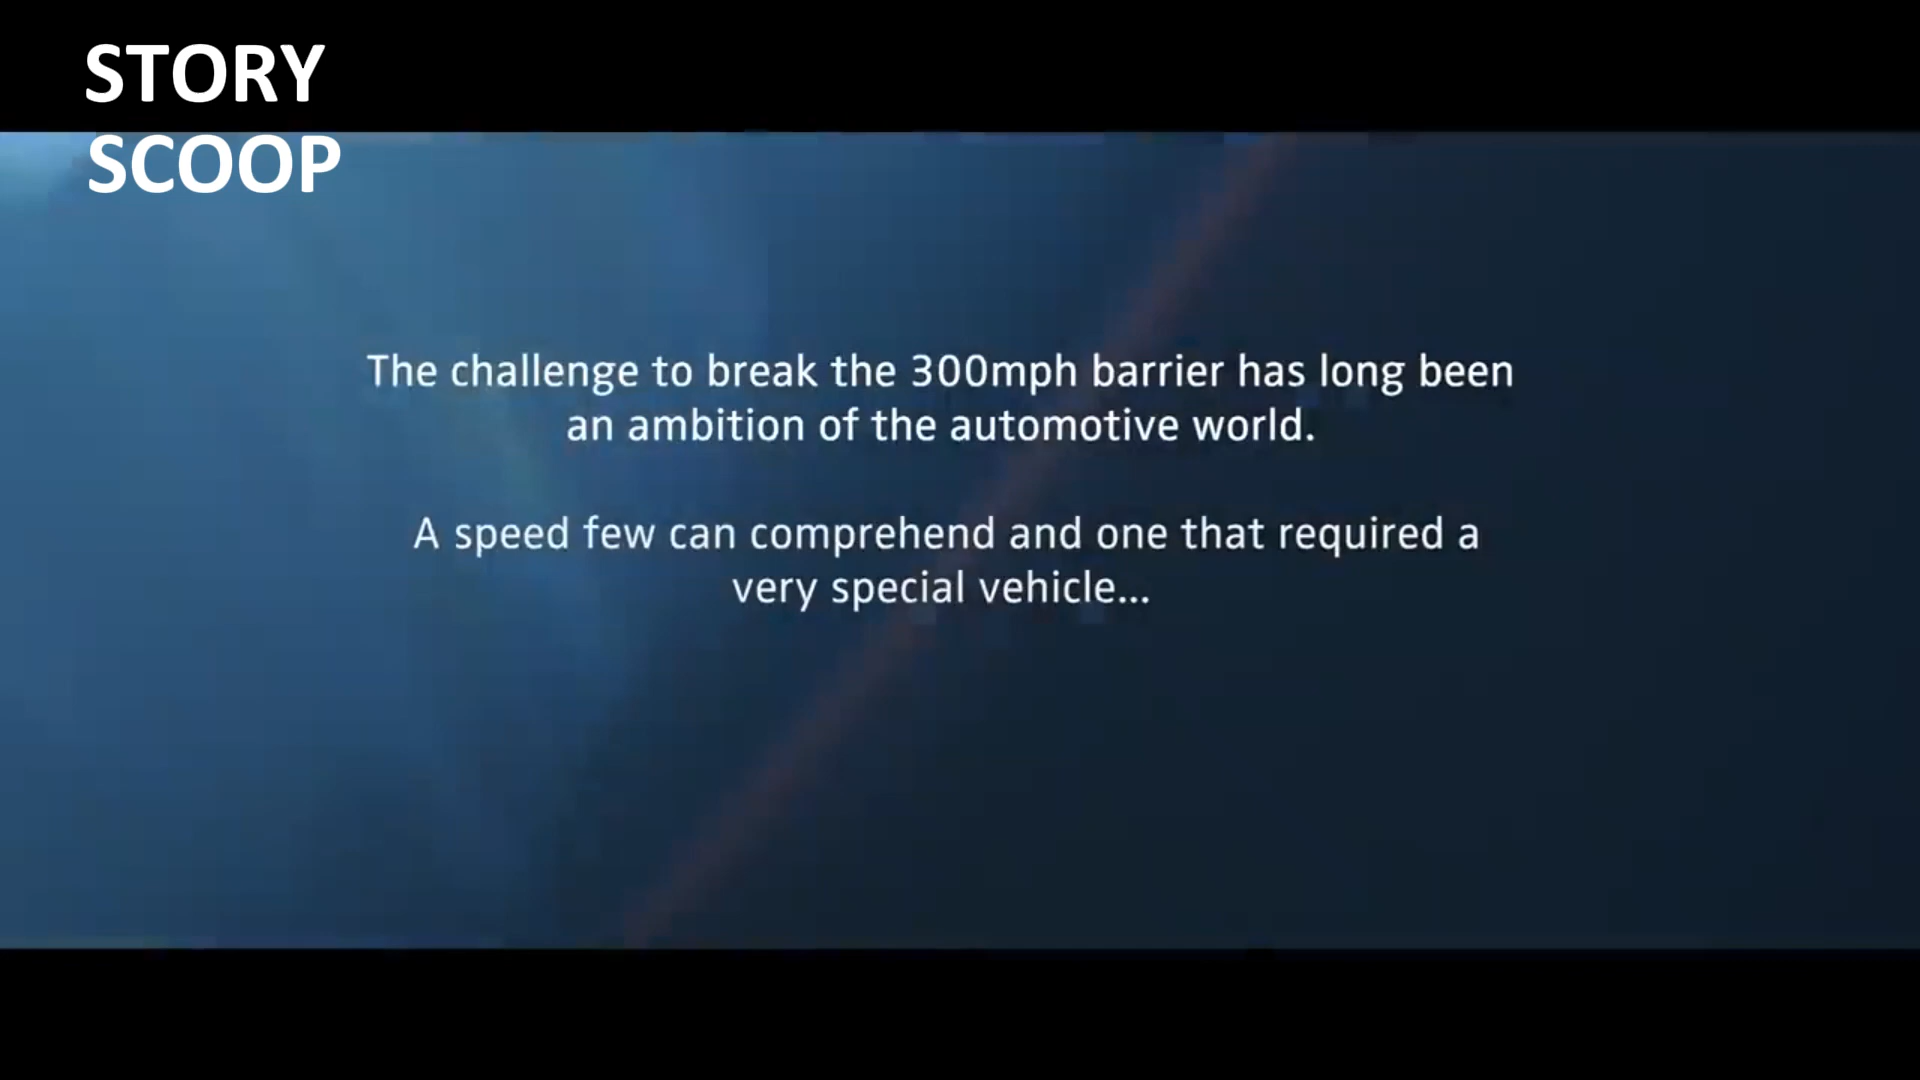 STORY
SCOOP
The challenge to break the 300mph barrier has long been
an ambition of the automotive world.
A speed few can comprehend and one that required a
very special vehicle...